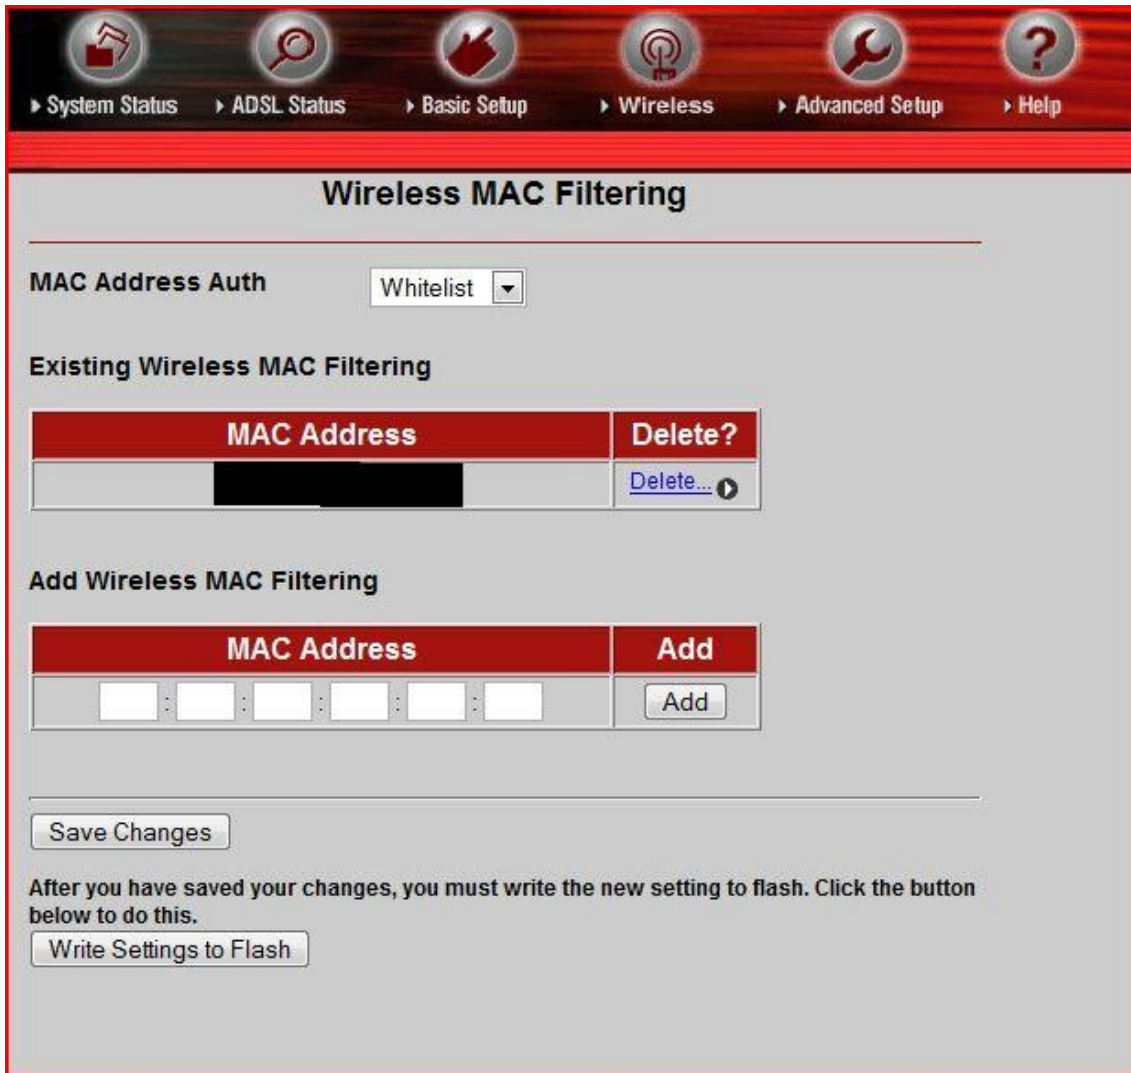 System Status ADSL Status Basic Setup Wireless Advanced Setup Help
Wireless MAC Filtering
MAC Address Auth Whitelist
Existing Wireless MAC Filtering
MAC Address Delete?
Delete...
Add Wireless MAC Filtering
MAC Address Add
: : : : : Add
Save Changes
After you have saved your changes, you must write the new setting to flash. Click the button
below to do this.
Write Settings to Flash